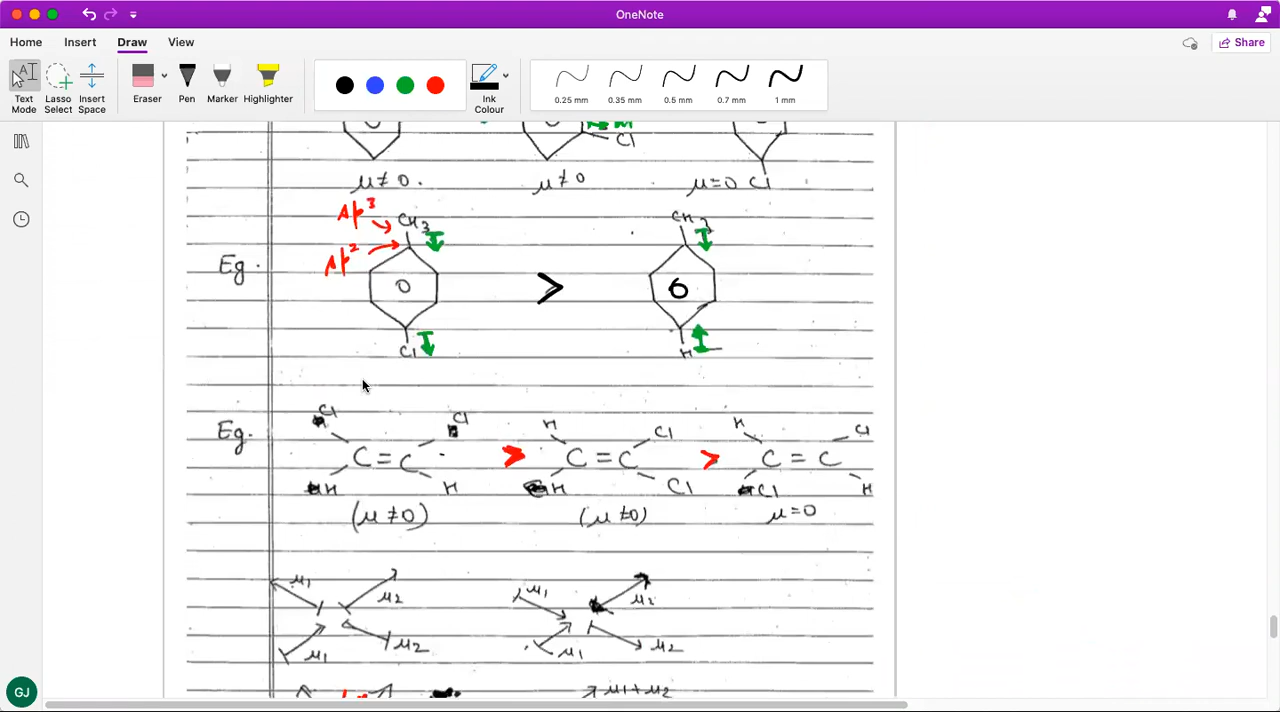 OneNote
Home Insert Draw View
Share
Text Mode
Lasso Select
Insert Space
Eraser
Pen
Marker
Highlighter
Ink Colour
0.25 mm
0.35 mm
0.5 mm
0.7 mm
1 mm
Cl
μ≠0. μ≠0 μ=0 Cl
sp³ CH3 CH3
sp²
Eg. >
Cl H
Cl Cl H Cl H Cl
Eg. C=C > C=C > C=C
H H H Cl Cl H
(μ≠0) (μ≠0) μ=0
μ1 μ2 μ1 μ2
μ1 μ2 μ1 μ2
μ1+μ2
GJ